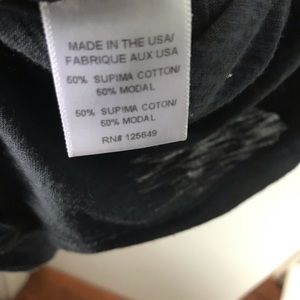 MADE IN THE USA/
FABRIQUE AUX USA
50% SUPIMA COTTON/
50% MODAL
50% SUPIMA COTON/
50% MODAL
RN# 125649